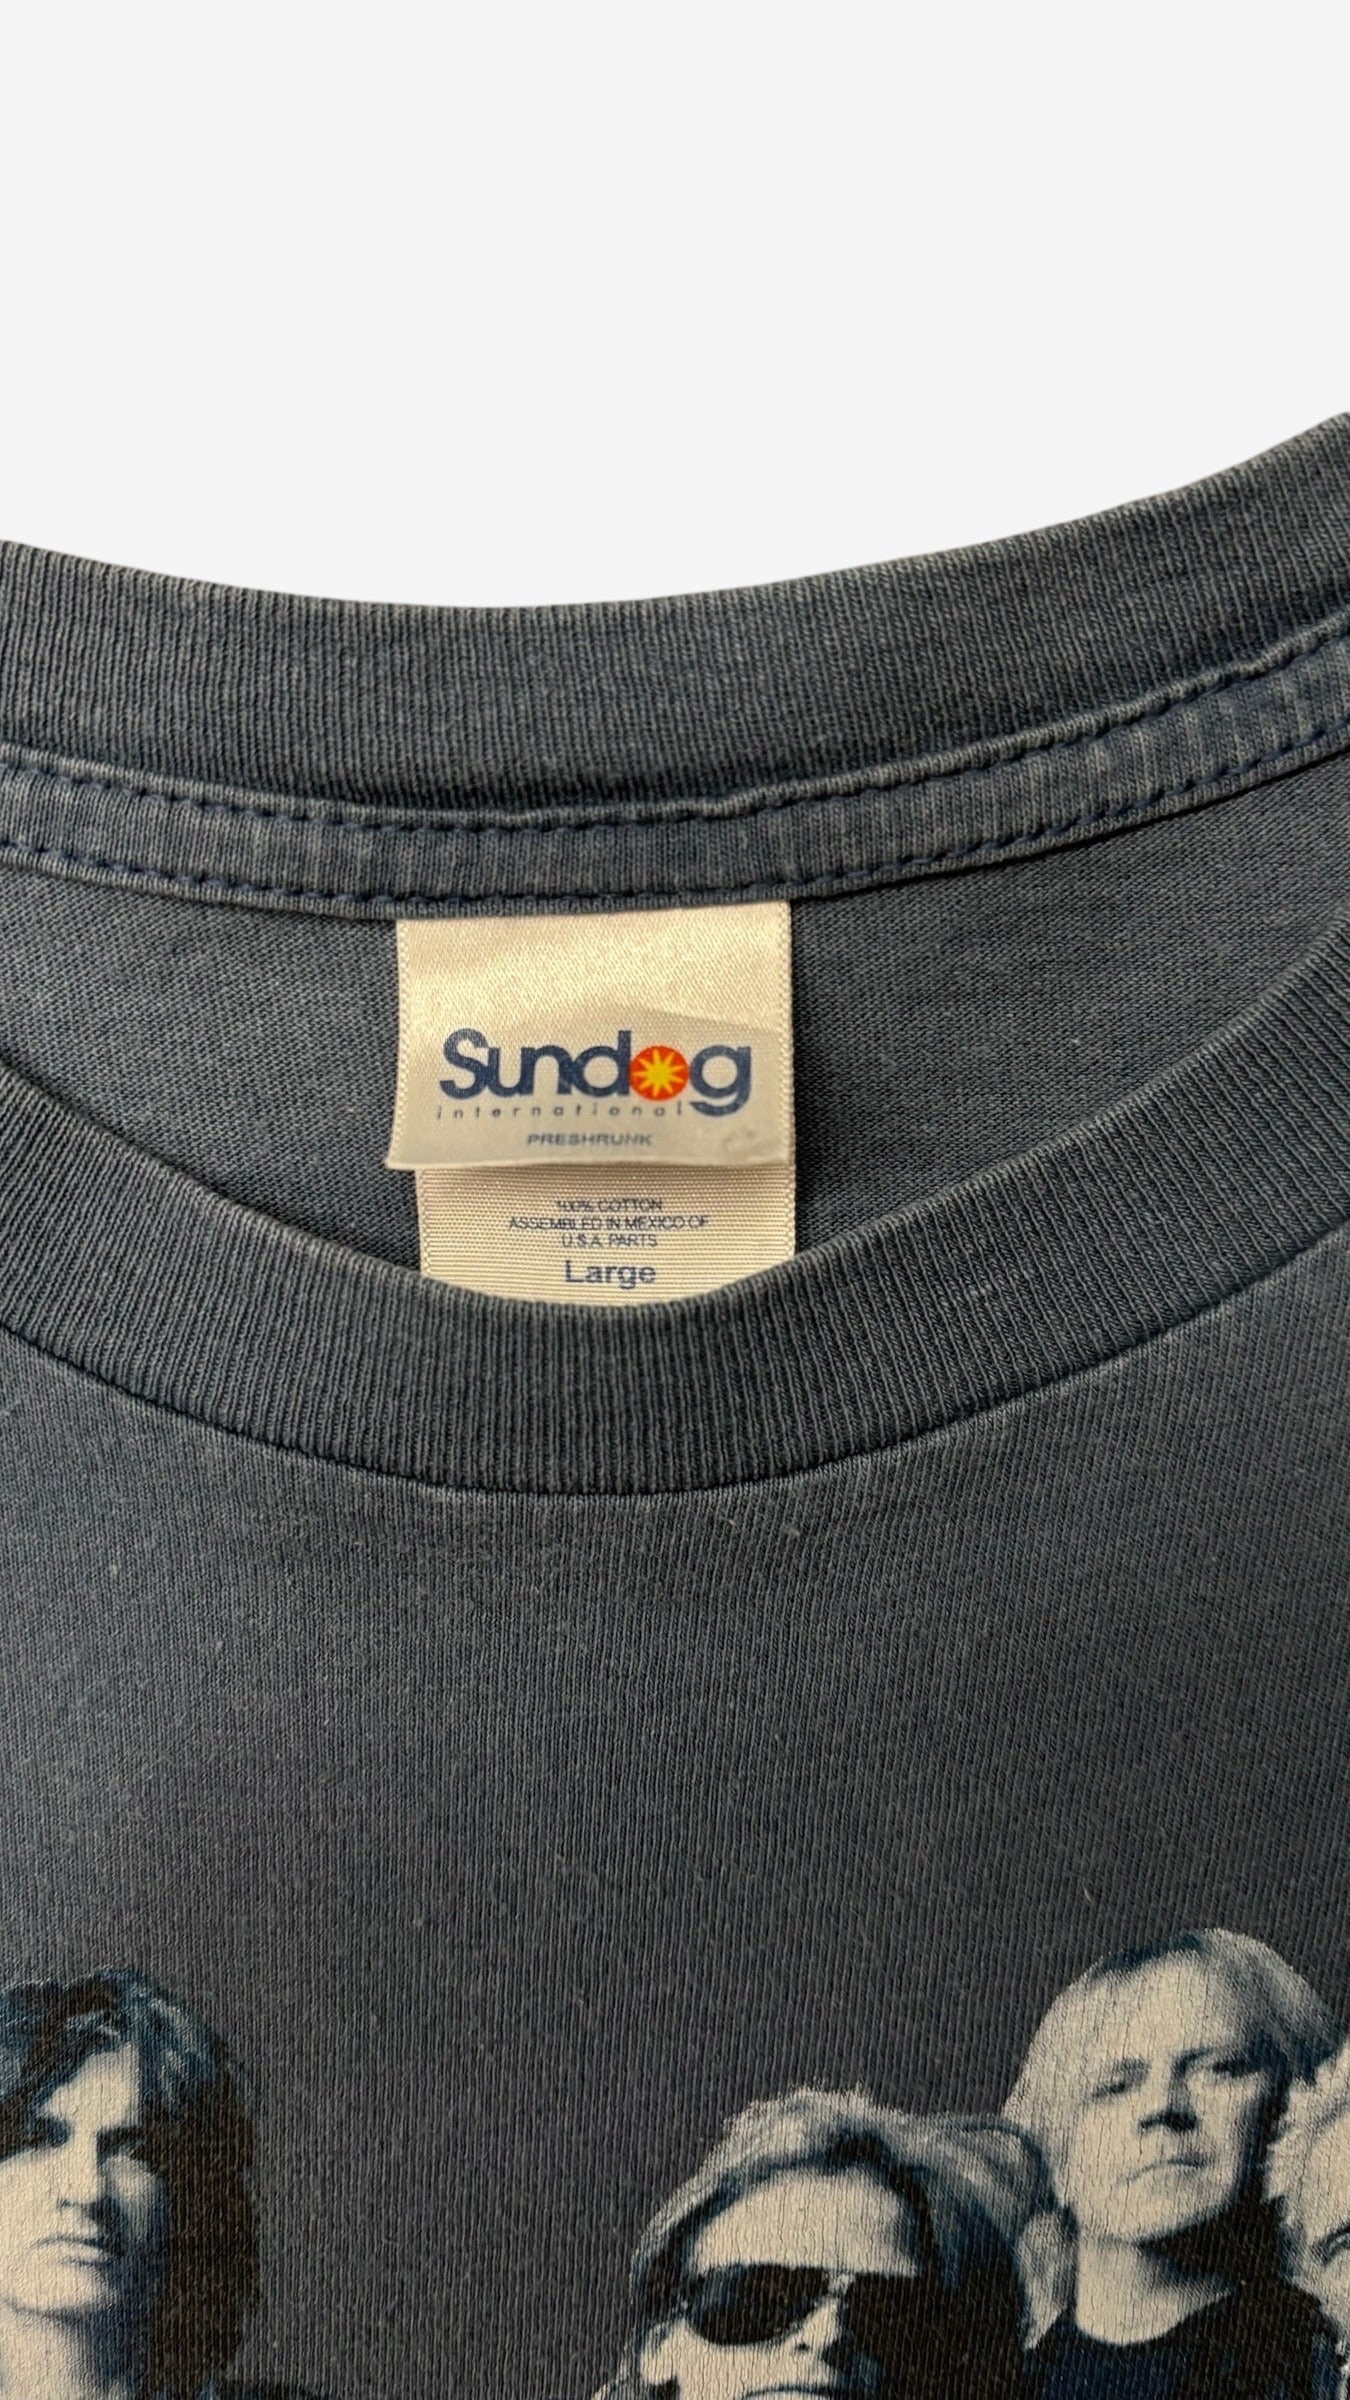 Sundog
international
PRESHRUNK
100% COTTON
ASSEMBLED IN MEXICO OF
U.S.A. PARTS
Large